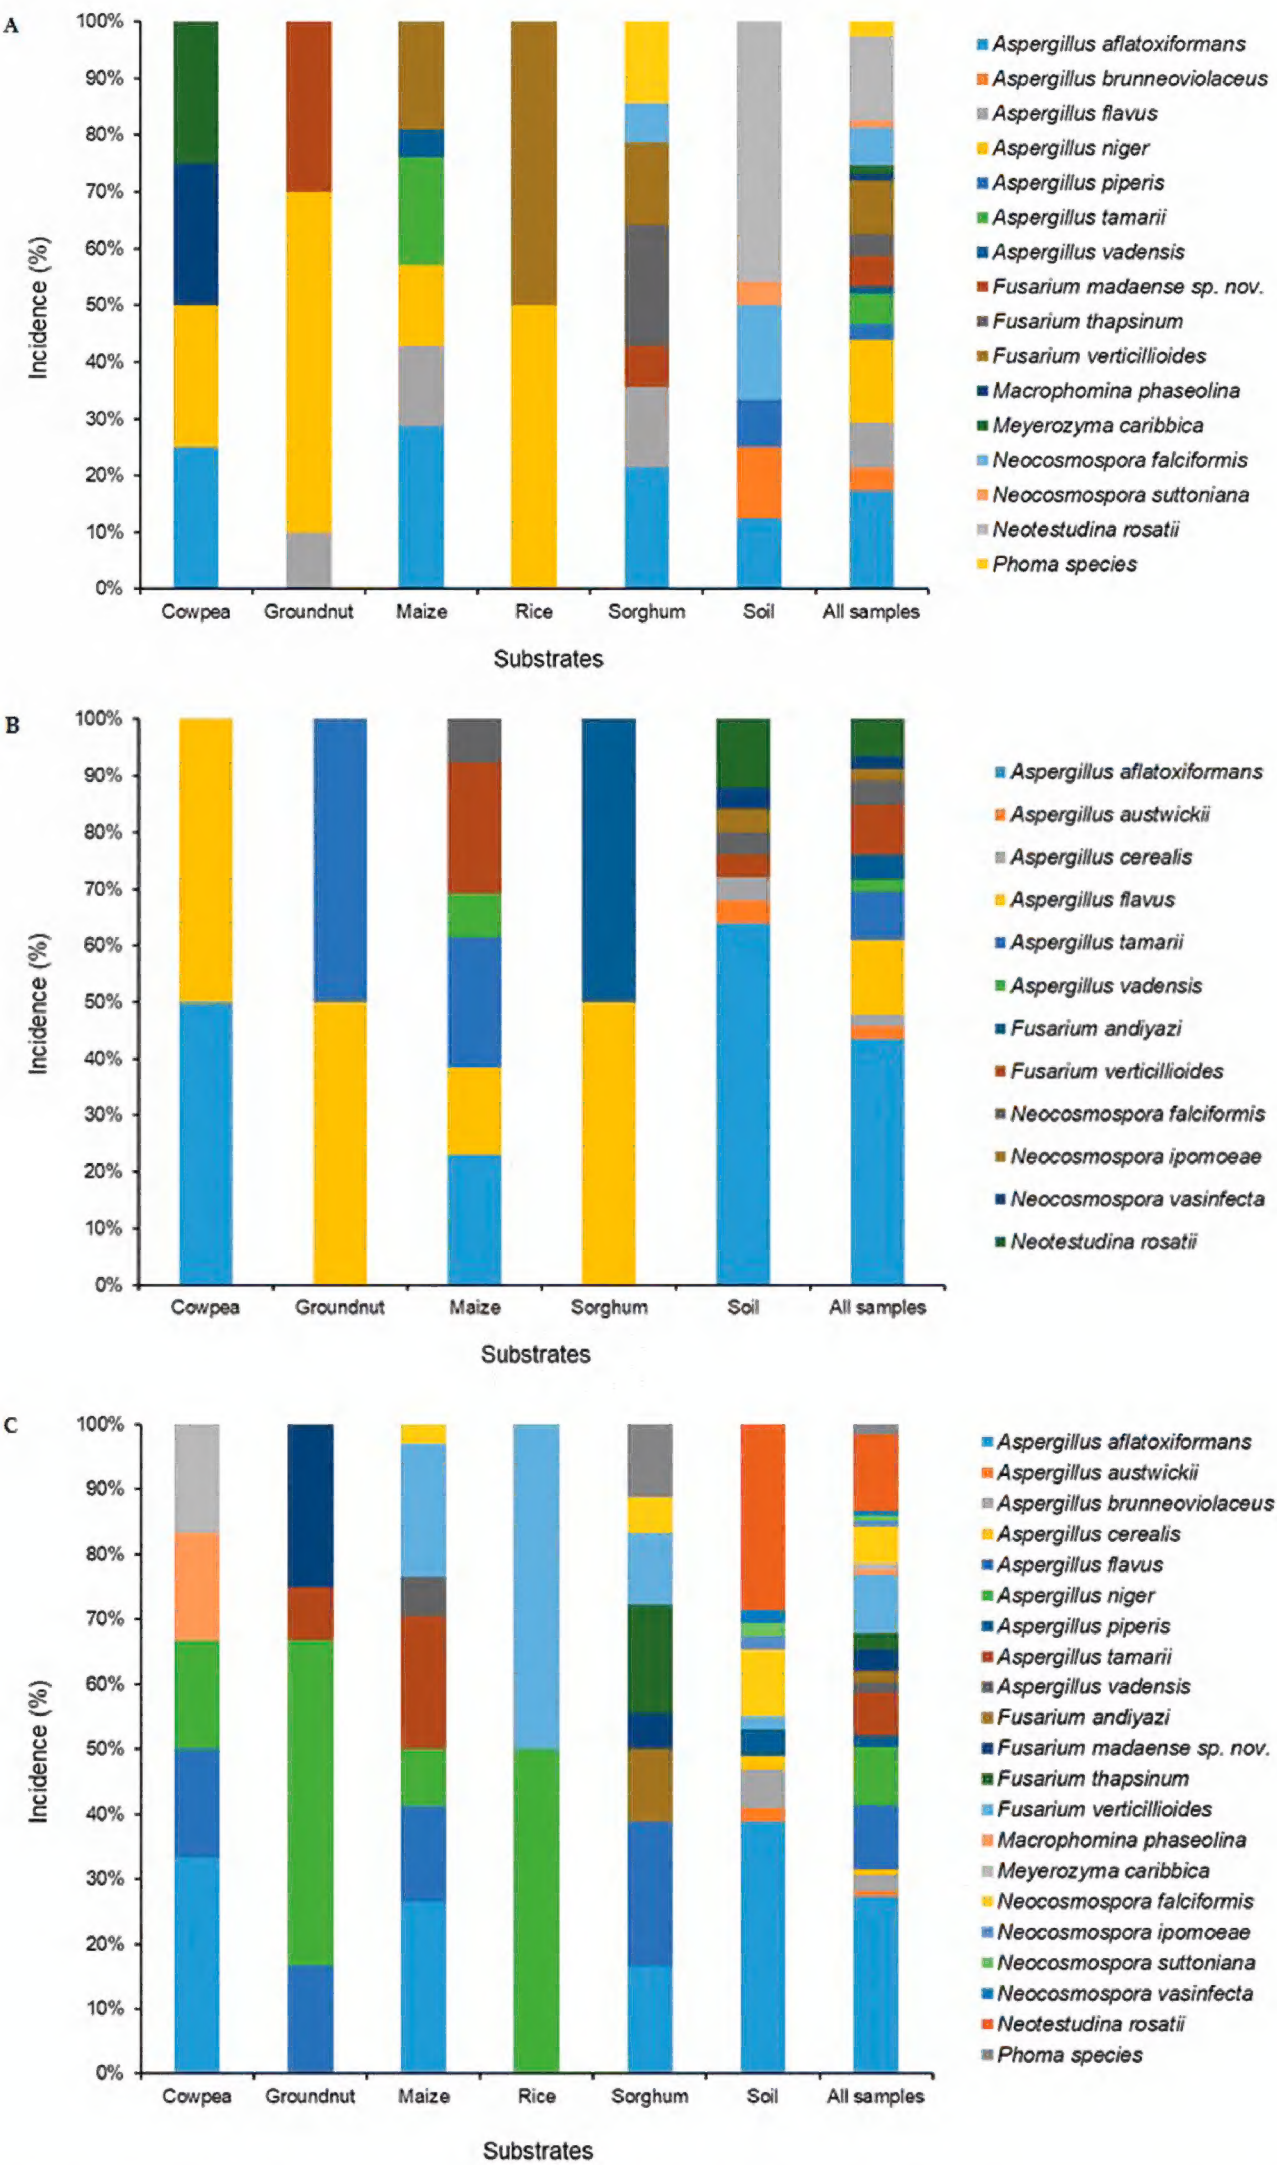 A
100%
90%
80%
70%
60%
50%
40%
30%
20%
10%
0%
Incidence (%)
Cowpea Groundnut Maize Rice Sorghum Soil All samples
Substrates
Aspergillus aflatoxiformans
Aspergillus brunneoviolaceus
Aspergillus flavus
Aspergillus niger
Aspergillus piperis
Aspergillus tamarii
Aspergillus vadensis
Fusarium madaense sp. nov.
Fusarium thapsinum
Fusarium verticillioides
Macrophomina phaseolina
Meyerozyma caribbica
Neocosmospora falciformis
Neocosmospora suttoniana
Neotestudina rosatii
Phoma species
B
100%
90%
80%
70%
60%
50%
40%
30%
20%
10%
0%
Incidence (%)
Cowpea Groundnut Maize Sorghum Soil All samples
Substrates
Aspergillus aflatoxiformans
Aspergillus austwickii
Aspergillus cerealis
Aspergillus flavus
Aspergillus tamarii
Aspergillus vadensis
Fusarium andiyazi
Fusarium verticillioides
Neocosmospora falciformis
Neocosmospora ipomoeae
Neocosmospora vasinfecta
Neotestudina rosatii
C
100%
90%
80%
70%
60%
50%
40%
30%
20%
10%
0%
Incidence (%)
Cowpea Groundnut Maize Rice Sorghum Soil All samples
Substrates
Aspergillus aflatoxiformans
Aspergillus austwickii
Aspergillus brunneoviolaceus
Aspergillus cerealis
Aspergillus flavus
Aspergillus niger
Aspergillus piperis
Aspergillus tamarii
Aspergillus vadensis
Fusarium andiyazi
Fusarium madaense sp. nov.
Fusarium thapsinum
Fusarium verticillioides
Macrophomina phaseolina
Meyerozyma caribbica
Neocosmospora falciformis
Neocosmospora ipomoeae
Neocosmospora suttoniana
Neocosmospora vasinfecta
Neotestudina rosatii
Phoma species